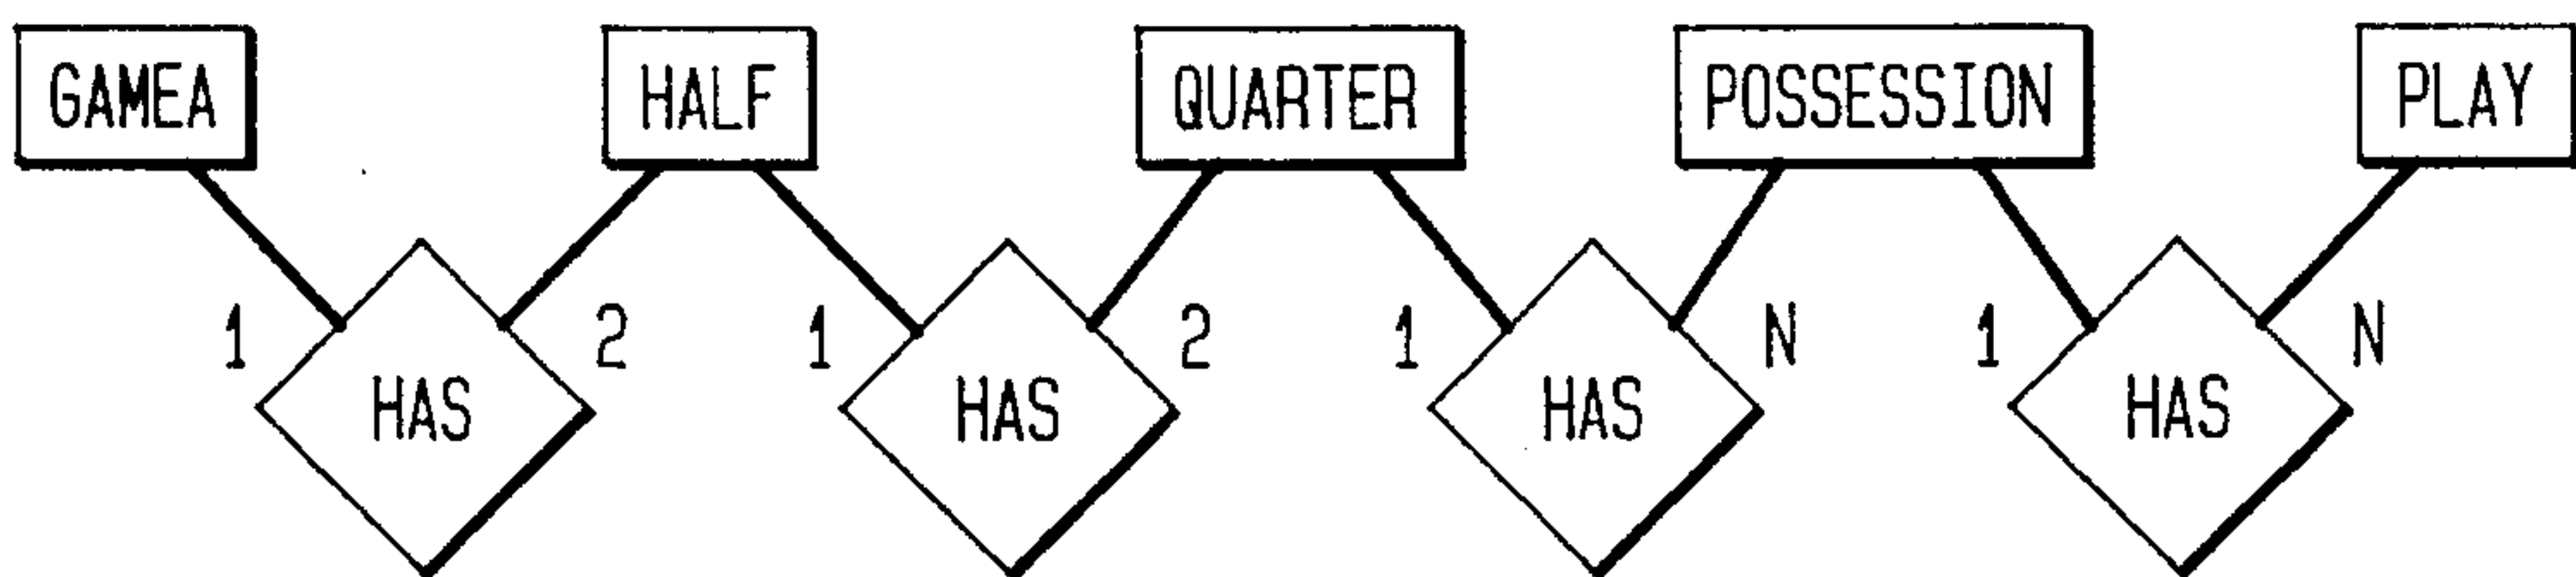 GAMEA HALF QUARTER POSSESSION PLAY
1 2 1 2 1 N 1 N
HAS HAS HAS HAS